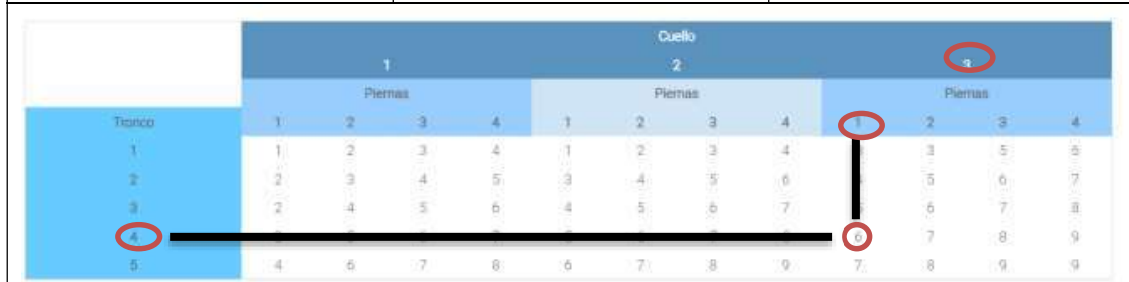 Cuello
1 2 3
Piernas Piernas Piernas
Tronco 1 2 3 4 1 2 3 4 1 2 3 4
1 1 2 3 4 1 2 3 4 3 5 6
2 2 3 4 5 3 4 5 6 5 6 7
3 2 4 5 6 4 5 6 7 6 7 8
4 6 7 8 9
5 4 6 7 8 6 7 8 9 7 8 9 9